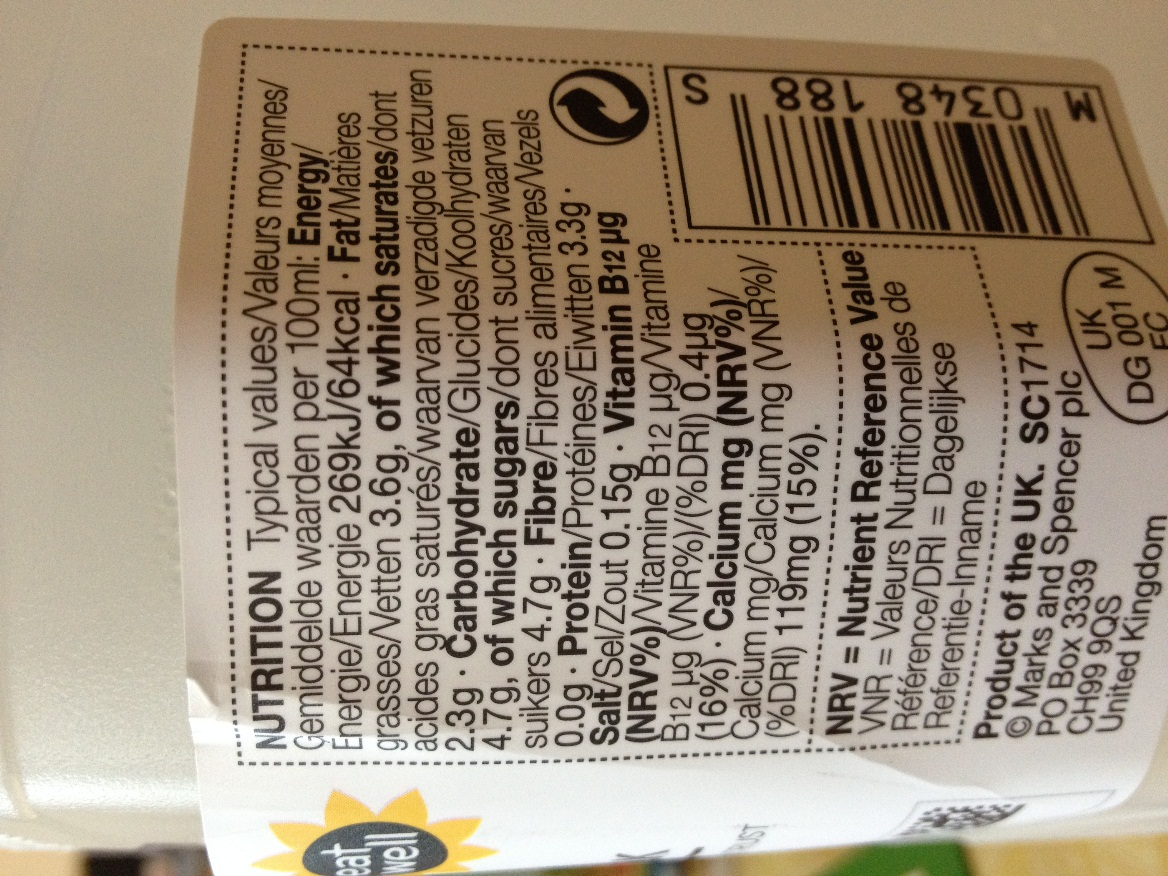 NUTRITION Typical values/Valeurs moyennes/
Gemiddelde waarden per 100ml: Energy/
Energie/Energie 269kJ/64kcal · Fat/Matières
grasses/Vetten 3.6g, of which saturates/dont
acides gras saturés/waarvan verzadigde vetzuren
2.3g · Carbohydrate/Glucides/Koolhydraten
4.7g, of which sugars/dont sucres/waarvan
suikers 4.7g · Fibre/Fibres alimentaires/Vezels
0.0g · Protein/Protéines/Eiwitten 3.3g ·
Salt/Sel/Zout 0.15g · Vitamin B12 µg
(NRV%)/Vitamine B12 µg/Vitamine
B12 µg (VNR%)/(%DRI) 0.4µg
(16%) · Calcium mg (NRV%)/
Calcium mg/Calcium mg (VNR%)/
(%DRI) 119mg (15%).
NRV = Nutrient Reference Value
VNR = Valeurs Nutritionnelles de
Référence/DRI = Dagelijkse
Referentie-Inname
Product of the UK. SC1714
© Marks and Spencer plc
PO Box 3339
CH99 9QS
United Kingdom
UK
DG 001 M
EC
M
0348 188
S
eat
well